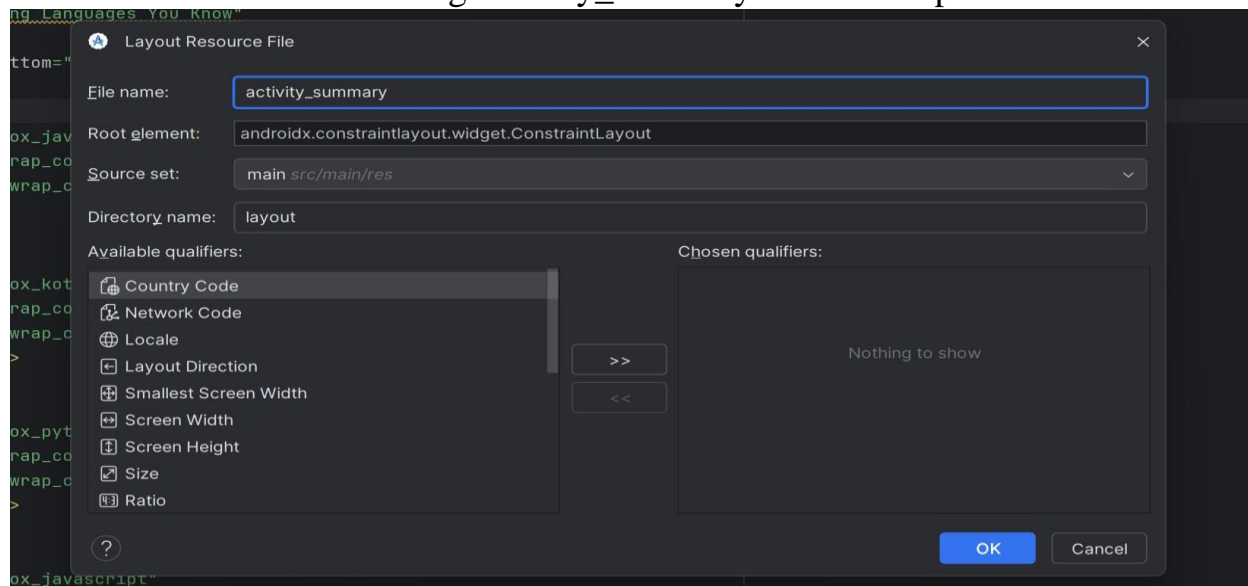 ng Languages You Know"
Layout Resource File
ttom="
File name: activity_summary
ox_jav
Root element: androidx.constraintlayout.widget.ConstraintLayout
rap_co
Source set: main src/main/res
wrap_c
Directory name: layout
Available qualifiers: Chosen qualifiers:
ox_kot
Country Code
rap_co
Network Code
wrap_c
Locale
>
Layout Direction
Smallest Screen Width
Screen Width
Screen Height
Size
4:3 Ratio
>> 
<<
Nothing to show
ox_pyt
rap_co
wrap_c
>
?
OK Cancel
ox_javascript"